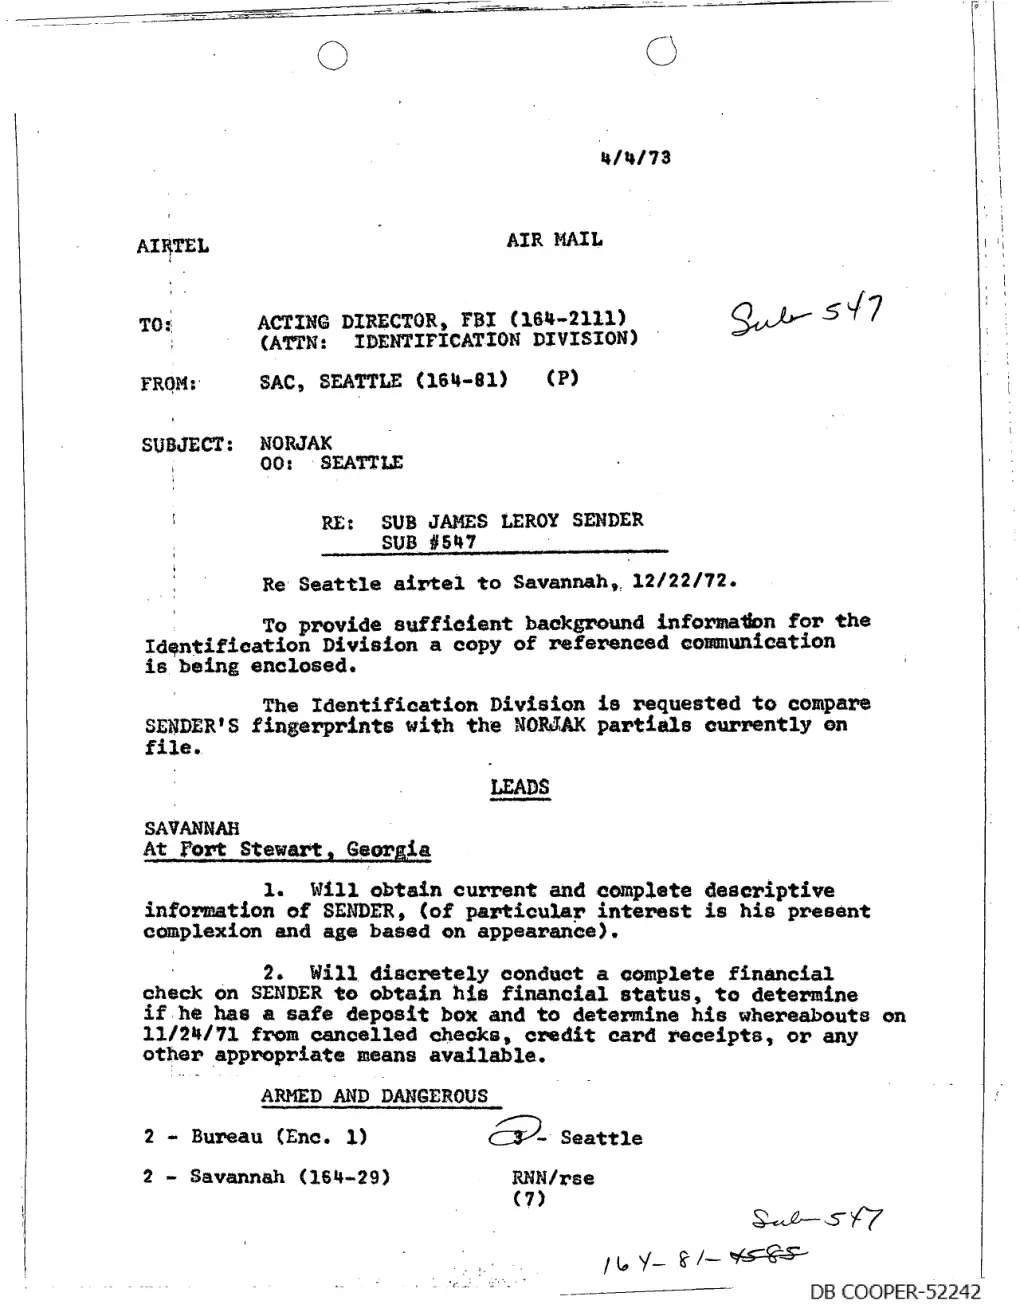 4/4/73
AIRTEL AIR MAIL
Sub 547
TO: ACTING DIRECTOR, FBI (164-2111)
(ATTN: IDENTIFICATION DIVISION)
FROM: SAC, SEATTLE (164-81) (P)
SUBJECT: NORJAK
OO: SEATTLE
RE: SUB JAMES LEROY SENDER
SUB #547
Re Seattle airtel to Savannah, 12/22/72.
To provide sufficient background information for the
Identification Division a copy of referenced communication
is being enclosed.
The Identification Division is requested to compare
SENDER'S fingerprints with the NORJAK partials currently on
file.
LEADS
SAVANNAH
At Fort Stewart, Georgia
1. Will obtain current and complete descriptive
information of SENDER, (of particular interest is his present
complexion and age based on appearance).
2. Will discretely conduct a complete financial
check on SENDER to obtain his financial status, to determine
if he has a safe deposit box and to determine his whereabouts on
11/24/71 from cancelled checks, credit card receipts, or any
other appropriate means available.
ARMED AND DANGEROUS
2 - Bureau (Enc. 1) 3 - Seattle
2 - Savannah (164-29) RNN/rse
(7)
Sub-547
164-81-4585
DB COOPER-52242